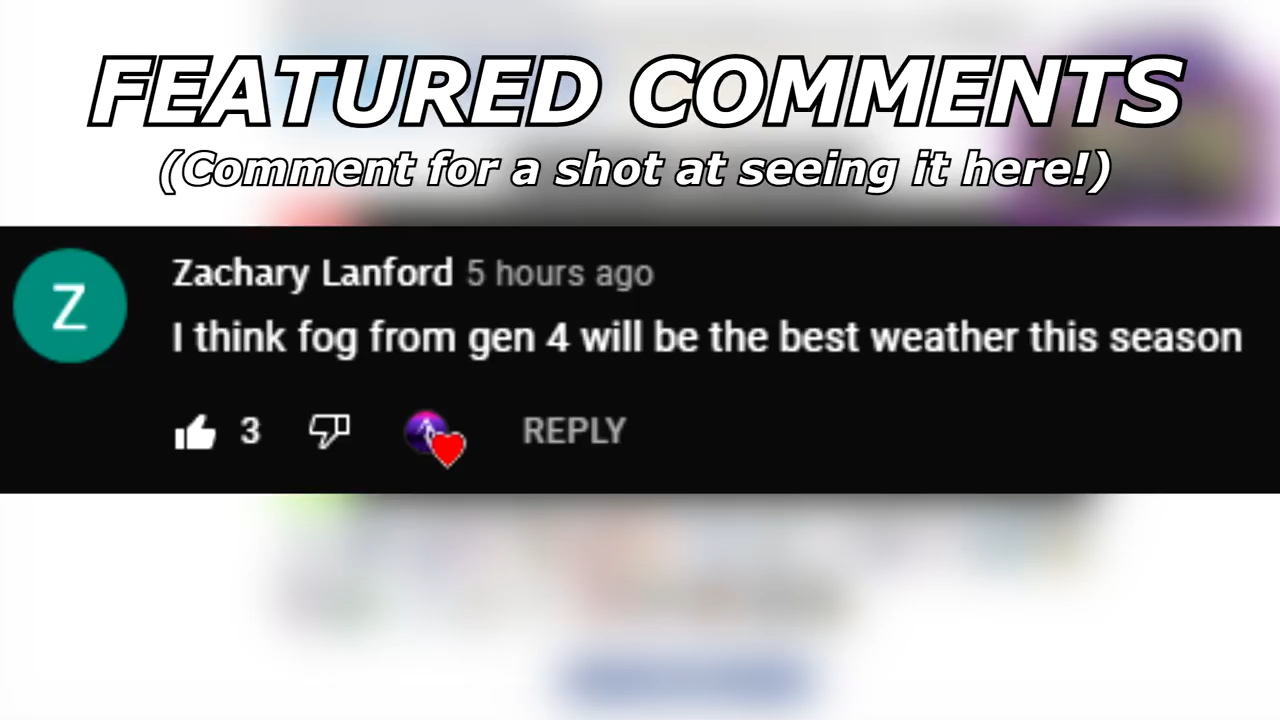 FEATURED COMMENTS
(Comment for a shot at seeing it here!)
Z
Zachary Lanford 5 hours ago
I think fog from gen 4 will be the best weather this season
3 REPLY